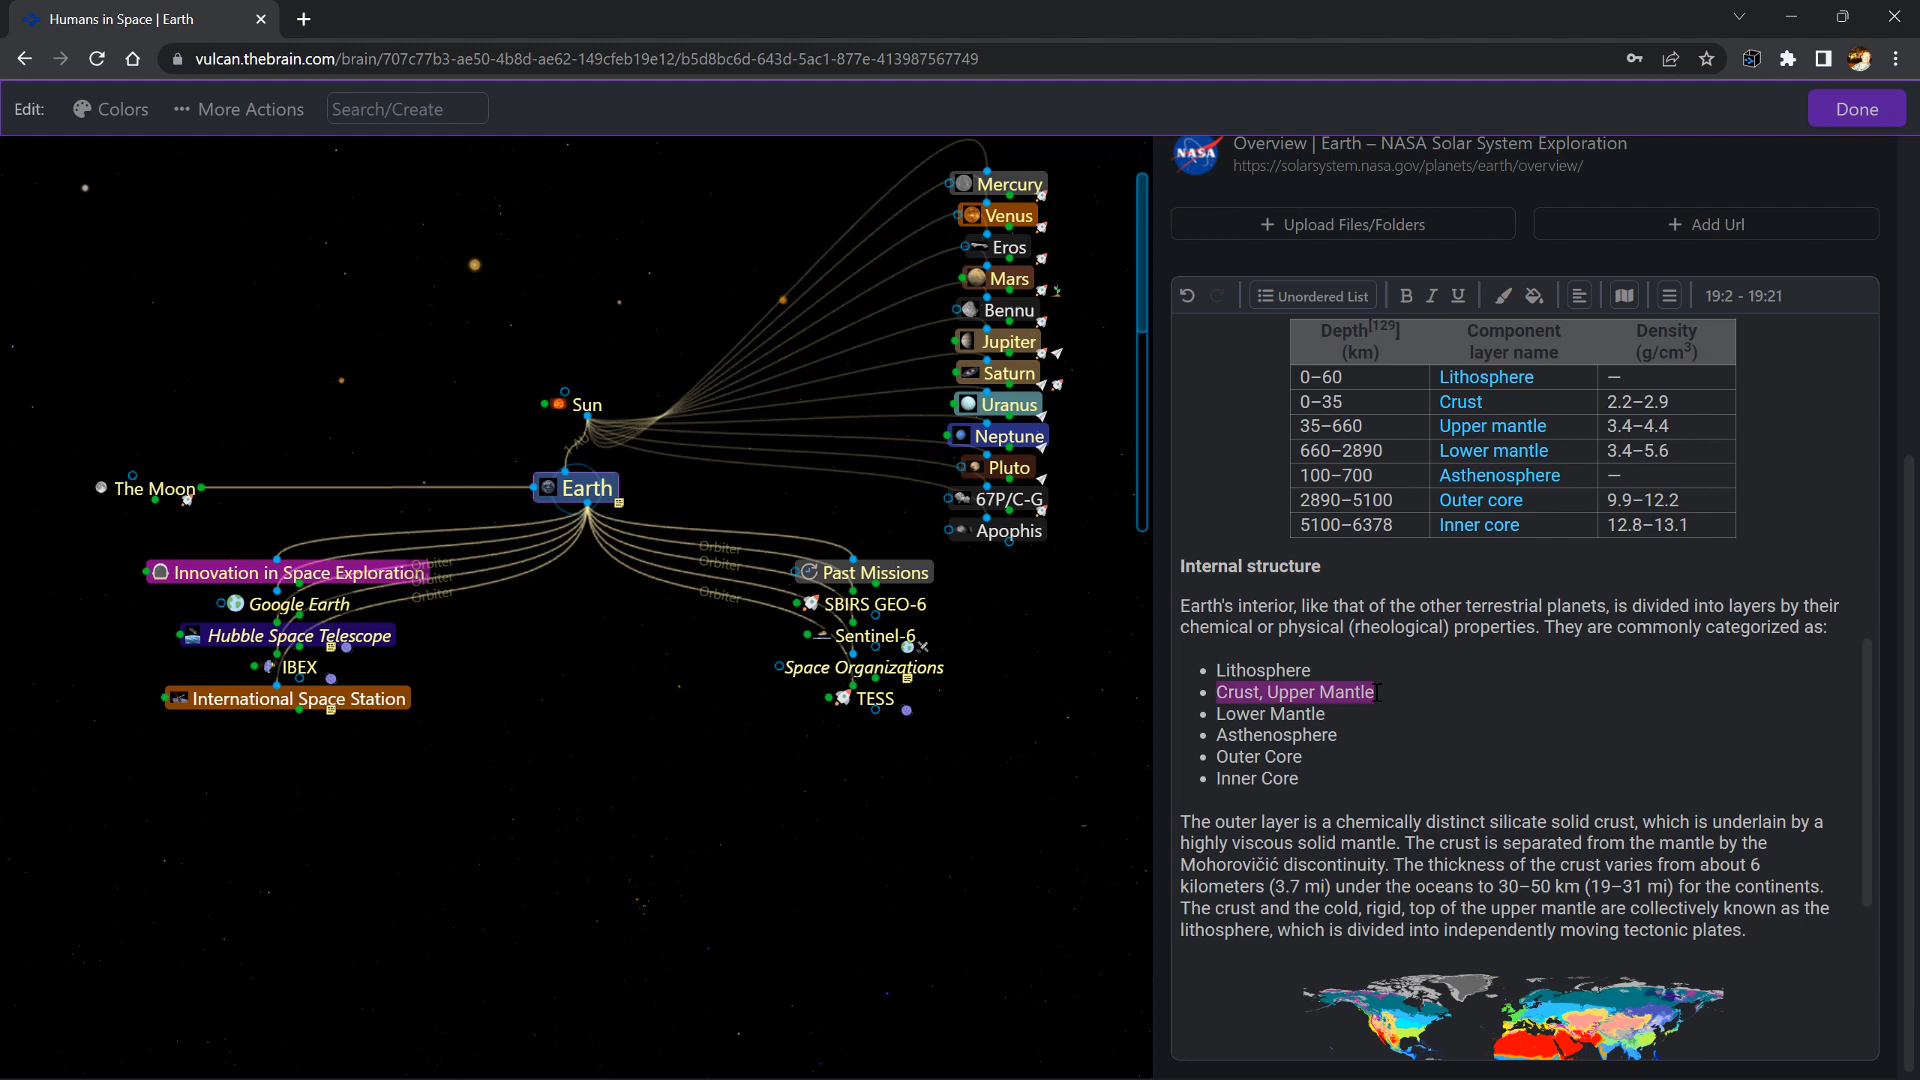 Humans in Space | Earth
vulcan.thebrain.com/brain/707c77b3-ae50-4b8d-ae62-149cfeb19e12/b5d8bc6d-643d-5ac1-877e-413987567749
Edit: Colors ••• More Actions Search/Create Done
Mercury
Venus
Eros
Mars
Bennu
Jupiter
Saturn
Uranus
Neptune
Pluto
67P/C-G
Apophis
Sun
1 AU
The Moon
Earth
Orbiter
Orbiter
Orbiter
Orbiter
Orbiter
Orbiter
Innovation in Space Exploration
Google Earth
Hubble Space Telescope
IBEX
International Space Station
Past Missions
SBIRS GEO-6
Sentinel-6
Space Organizations
TESS
NASA
Overview | Earth – NASA Solar System Exploration
https://solarsystem.nasa.gov/planets/earth/overview/
+ Upload Files/Folders + Add Url
Unordered List B I U 19:2 - 19:21
Depth[129] (km) Component layer name Density (g/cm3)
0–60 Lithosphere —
0–35 Crust 2.2–2.9
35–660 Upper mantle 3.4–4.4
660–2890 Lower mantle 3.4–5.6
100–700 Asthenosphere —
2890–5100 Outer core 9.9–12.2
5100–6378 Inner core 12.8–13.1
Internal structure
Earth's interior, like that of the other terrestrial planets, is divided into layers by their
chemical or physical (rheological) properties. They are commonly categorized as:
• Lithosphere
• Crust, Upper Mantle
• Lower Mantle
• Asthenosphere
• Outer Core
• Inner Core
The outer layer is a chemically distinct silicate solid crust, which is underlain by a
highly viscous solid mantle. The crust is separated from the mantle by the
Mohorovičić discontinuity. The thickness of the crust varies from about 6
kilometers (3.7 mi) under the oceans to 30–50 km (19–31 mi) for the continents.
The crust and the cold, rigid, top of the upper mantle are collectively known as the
lithosphere, which is divided into independently moving tectonic plates.